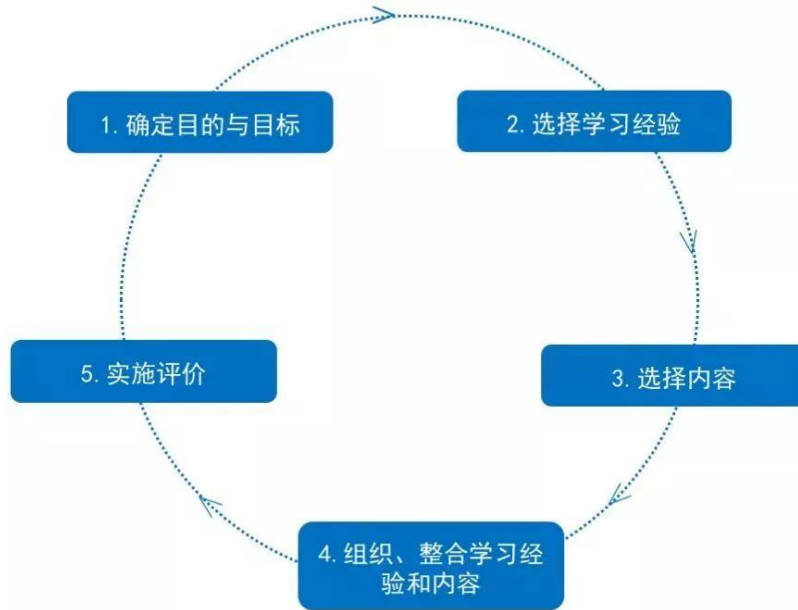 1. 确定目的与目标
2. 选择学习经验
3. 选择内容
4. 组织、整合学习经
验和内容
5. 实施评价